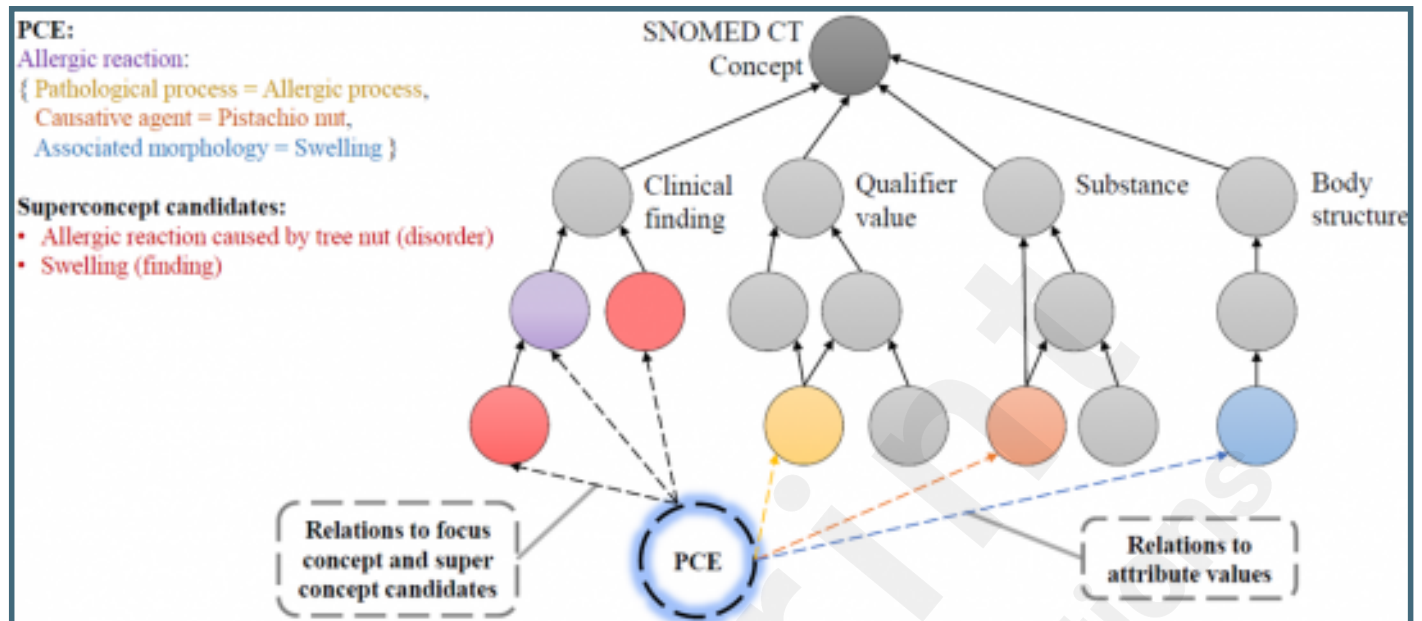 PCE:
Allergic reaction:
{ Pathological process = Allergic process,
Causative agent = Pistachio nut,
Associated morphology = Swelling }
Superconcept candidates:
• Allergic reaction caused by tree nut (disorder)
• Swelling (finding)
SNOMED CT
Concept
Clinical
finding
Qualifier
value
Substance
Body
structure
Relations to focus
concept and super
concept candidates
PCE
Relations to
attribute values